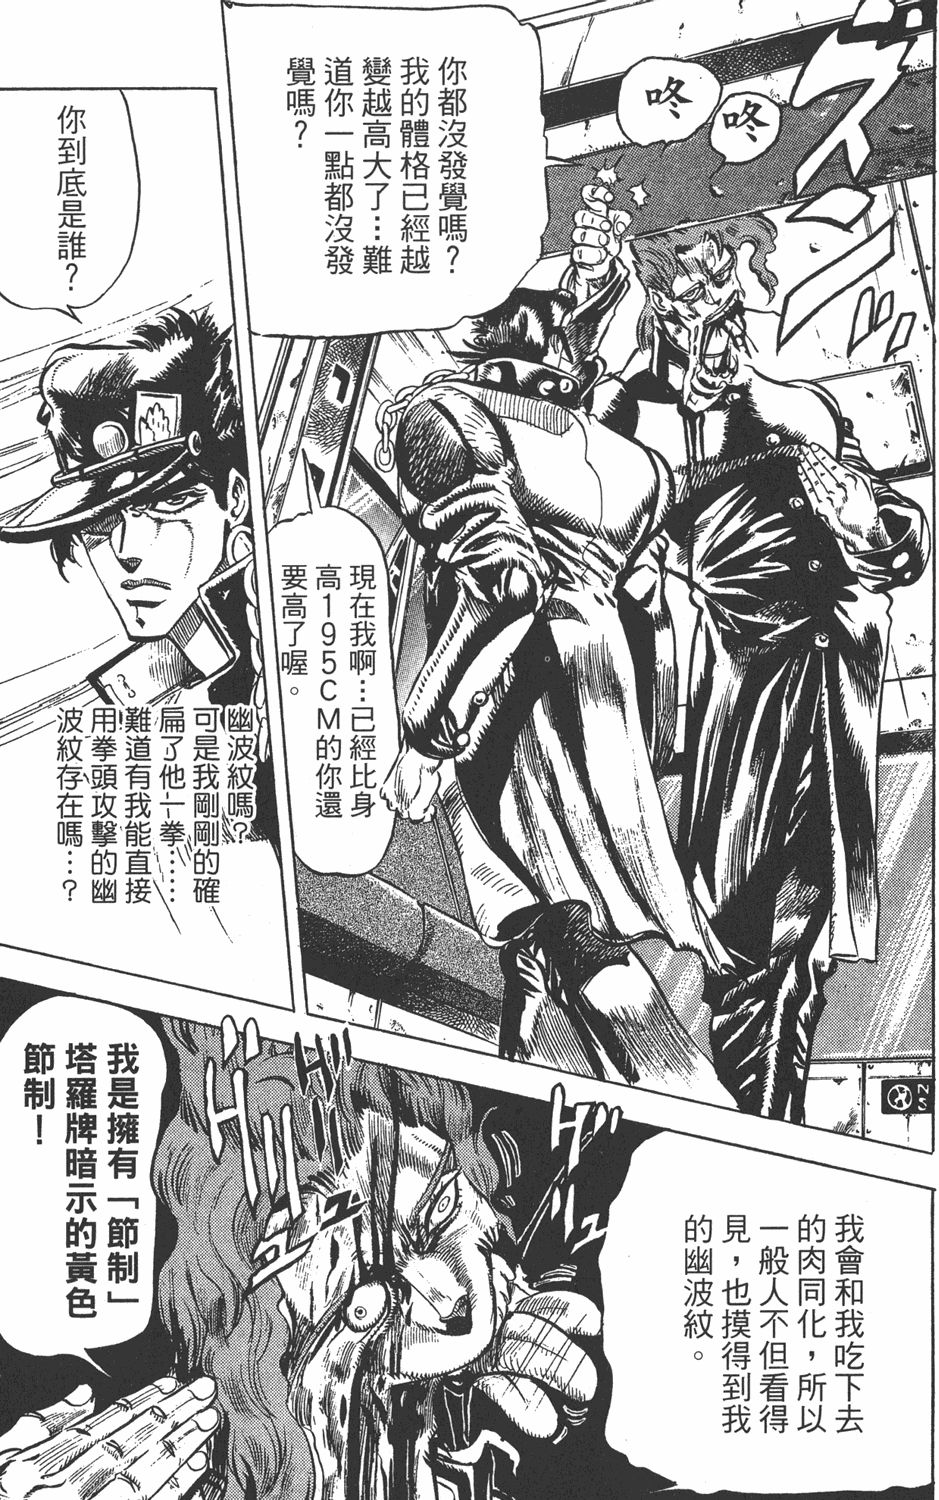 咚
咚
ズンッ
你都沒發覺嗎？
我的體格已經越
變越高大了…難
道你一點都沒發
覺嗎？
現在我啊…已經比身
高195CM的你還
要高了喔。
你到底是誰？
幽波紋嗎？
可是我剛剛的確
扁了他一拳……
難道有我能直接
用拳頭攻擊的幽
波紋存在嗎…？
我會和我吃下去
的肉同化，所以
一般人不但看得
見，也摸得到我
的幽波紋。
我是擁有「節制」
塔羅牌暗示的黃色
節制！